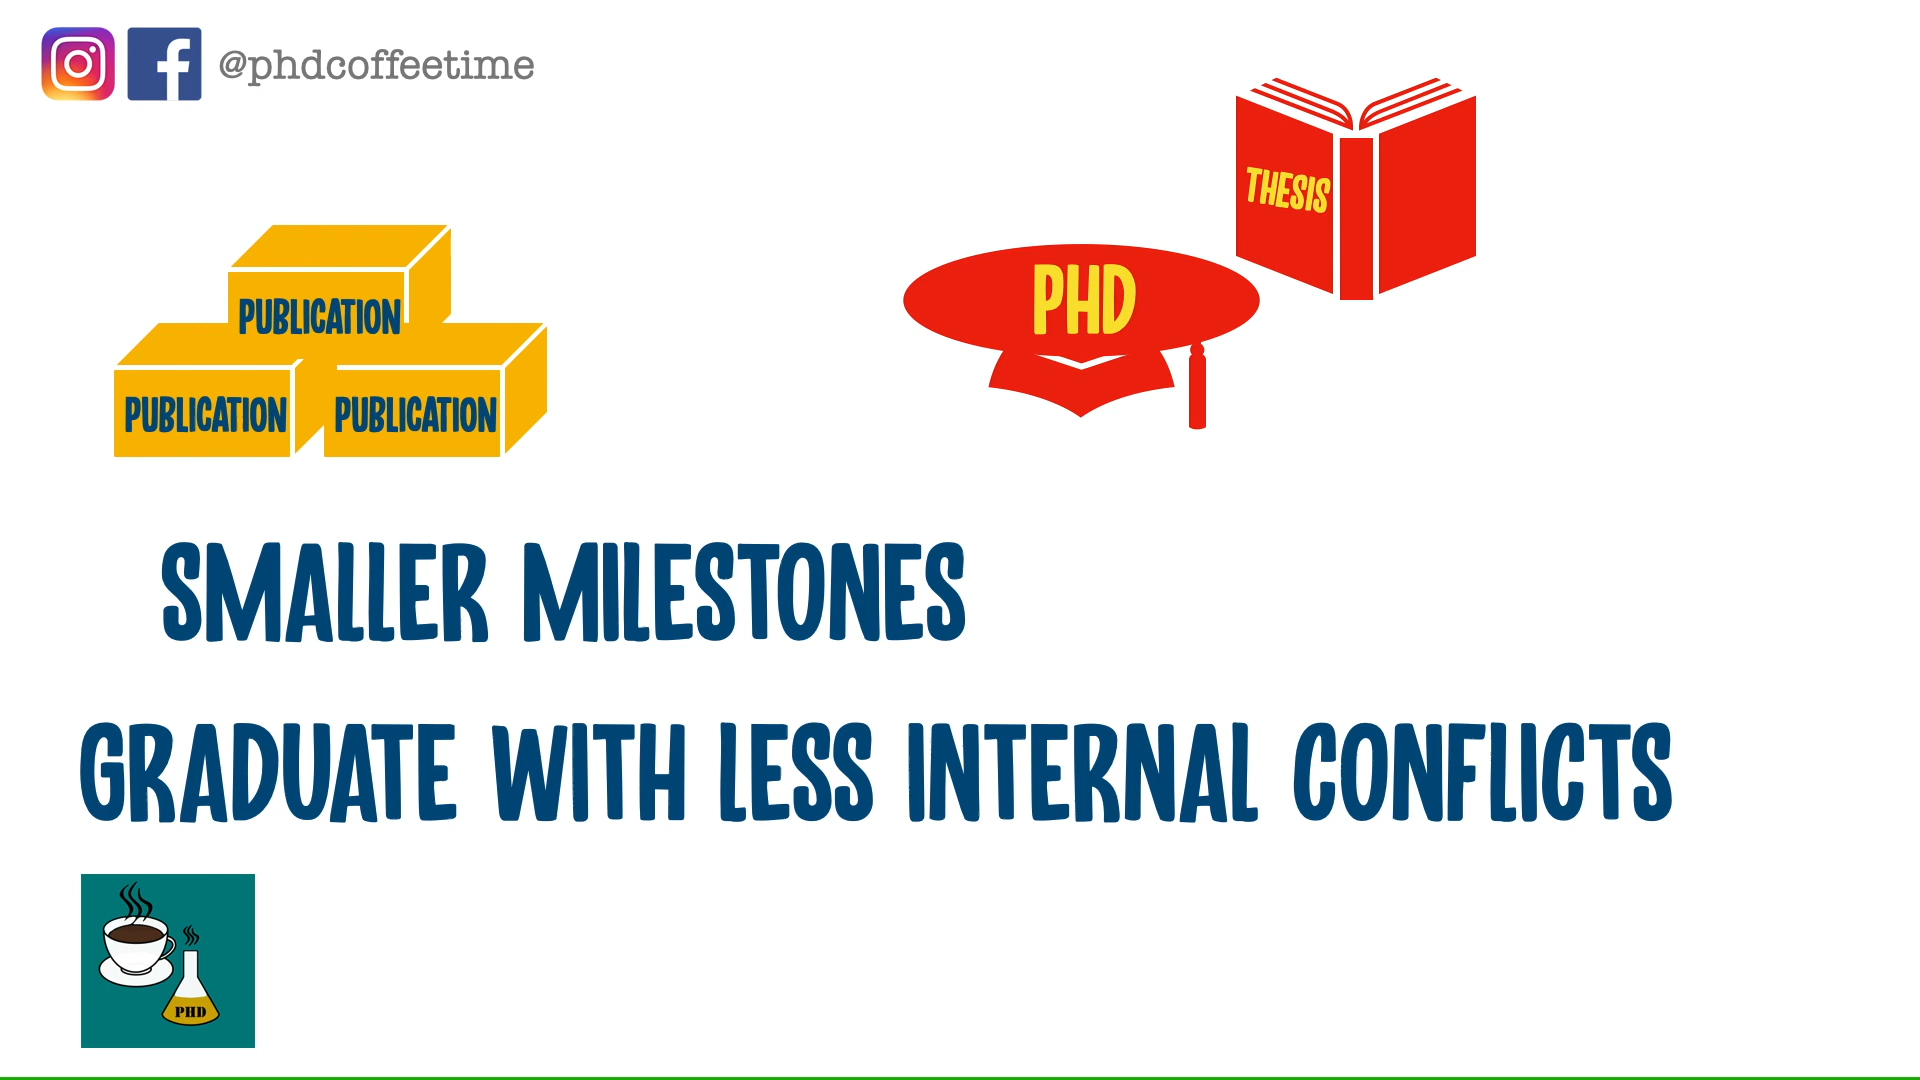 @phdcoffeetime
THESIS
PHD
PUBLICATION
PUBLICATION PUBLICATION
SMALLER MILESTONES
GRADUATE WITH LESS INTERNAL CONFLICTS
PHD